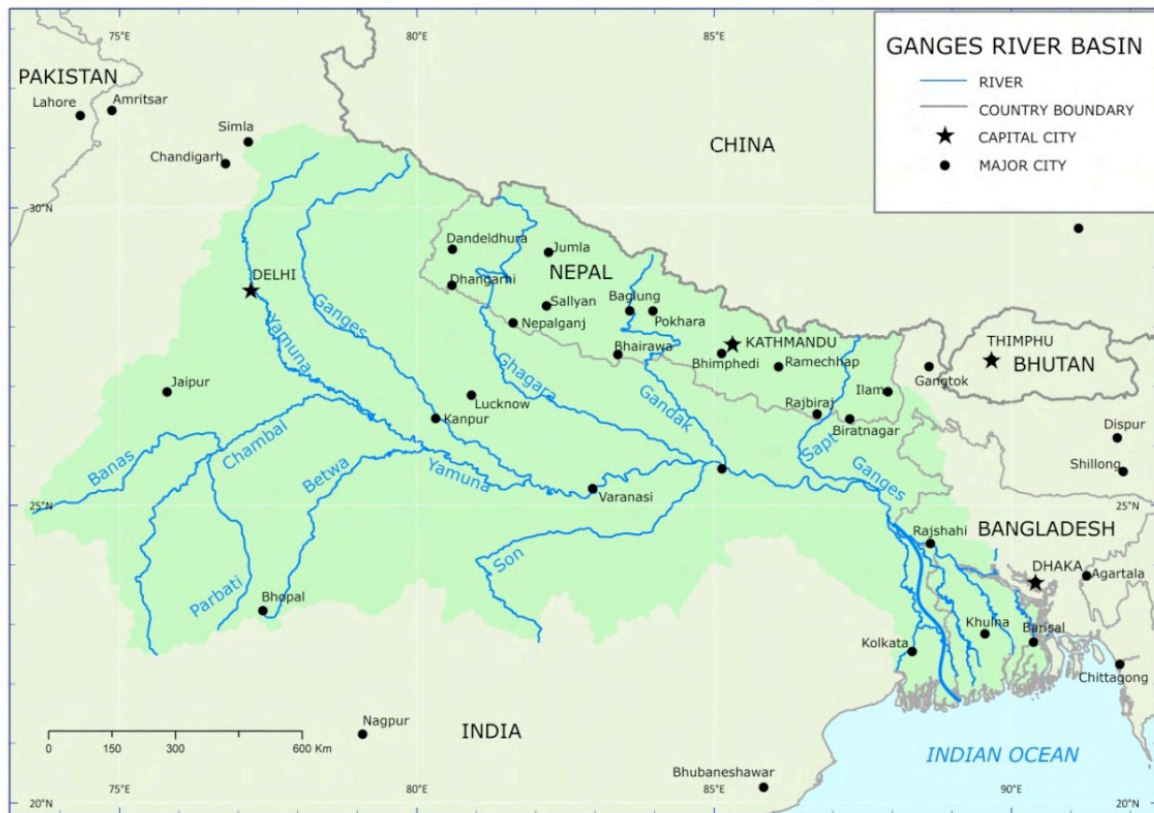 75°E
80°E
85°E
GANGES RIVER BASIN
RIVER
COUNTRY BOUNDARY
CAPITAL CITY
MAJOR CITY
PAKISTAN
Lahore
Amritsar
Simla
Chandigarh
CHINA
30°N
Dandeldhura
Jumla
DELHI
Dhangarhi
NEPAL
Sallyan
Baglung
Pokhara
Nepalganj
Ganges
Yamuna
Bhairawa
KATHMANDU
Bhimphedi
Ramechhap
THIMPHU
BHUTAN
Gangtok
Jaipur
Lucknow
Ghagara
Kanpur
Gandak
Ilam
Rajbiraj
Biratnagar
Sapt
Dispur
Shillong
Banas
Chambal
Betwa
Yamuna
Varanasi
Ganges
25°N
25°N
Rajshahi
BANGLADESH
DHAKA
Agartala
Son
Parbati
Bhopal
Khulna
Barisal
Kolkata
Chittagong
Nagpur
INDIA
0
150
300
600 Km
INDIAN OCEAN
Bhubaneshawar
20°N
20°N
75°E
80°E
85°E
90°E